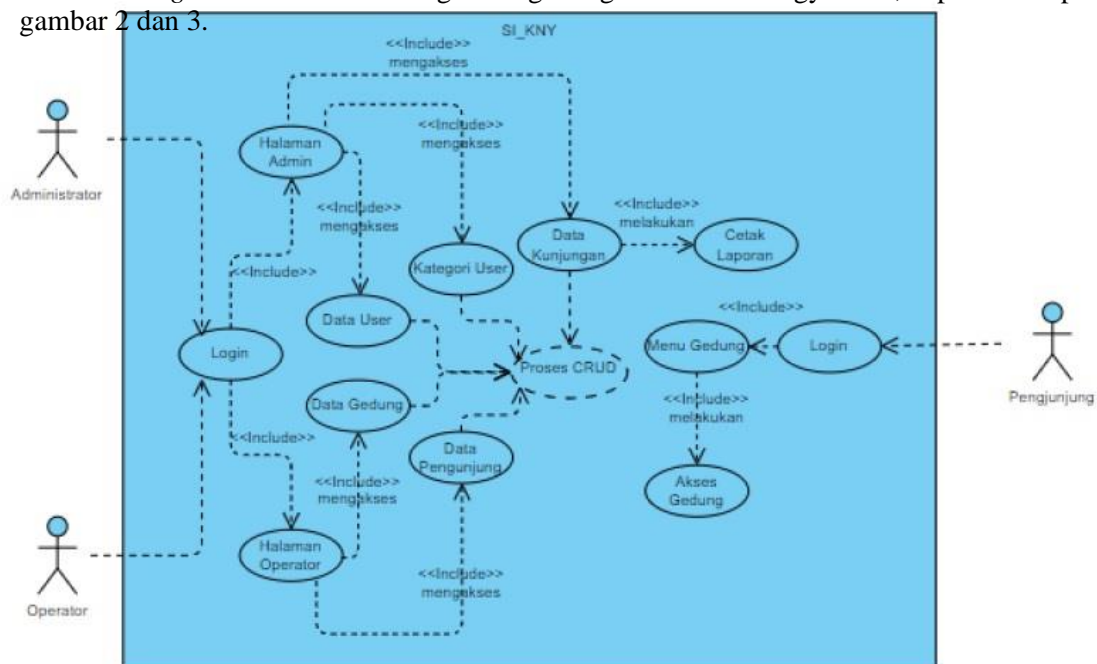 gambar 2 dan 3.
SI_KNY
<<Include>>
mengakses
<<Include>>
mengakses
Halaman
Admin
Administrator
<<Include>>
mengakses
<<Include>>
melakukan
Data
Kunjungan
Cetak
Laporan
<<Include>>
Kategori User
Data User
<<Include>>
Login
Menu Gedung
Login
Proses CRUD
Pengjunjung
Data Gedung
<<Include>>
melakukan
<<Include>>
Data
Pengunjung
Akses
Gedung
<<Include>>
mengakses
Halaman
Operator
<<Include>>
mengakses
Operator